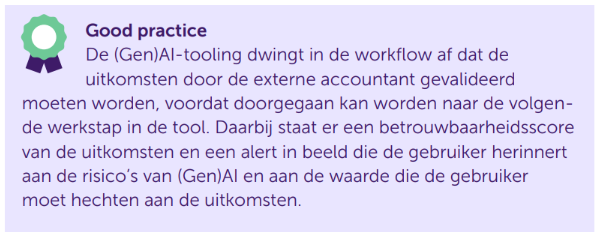 Good practice
De (Gen)AI-tooling dwingt in de workflow af dat de
uitkomsten door de externe accountant gevalideerd
moeten worden, voordat doorgegaan kan worden naar de volgen-
de werkstap in de tool. Daarbij staat er een betrouwbaarheidsscore
van de uitkomsten en een alert in beeld die de gebruiker herinnert
aan de risico's van (Gen)AI en aan de waarde die de gebruiker
moet hechten aan de uitkomsten.